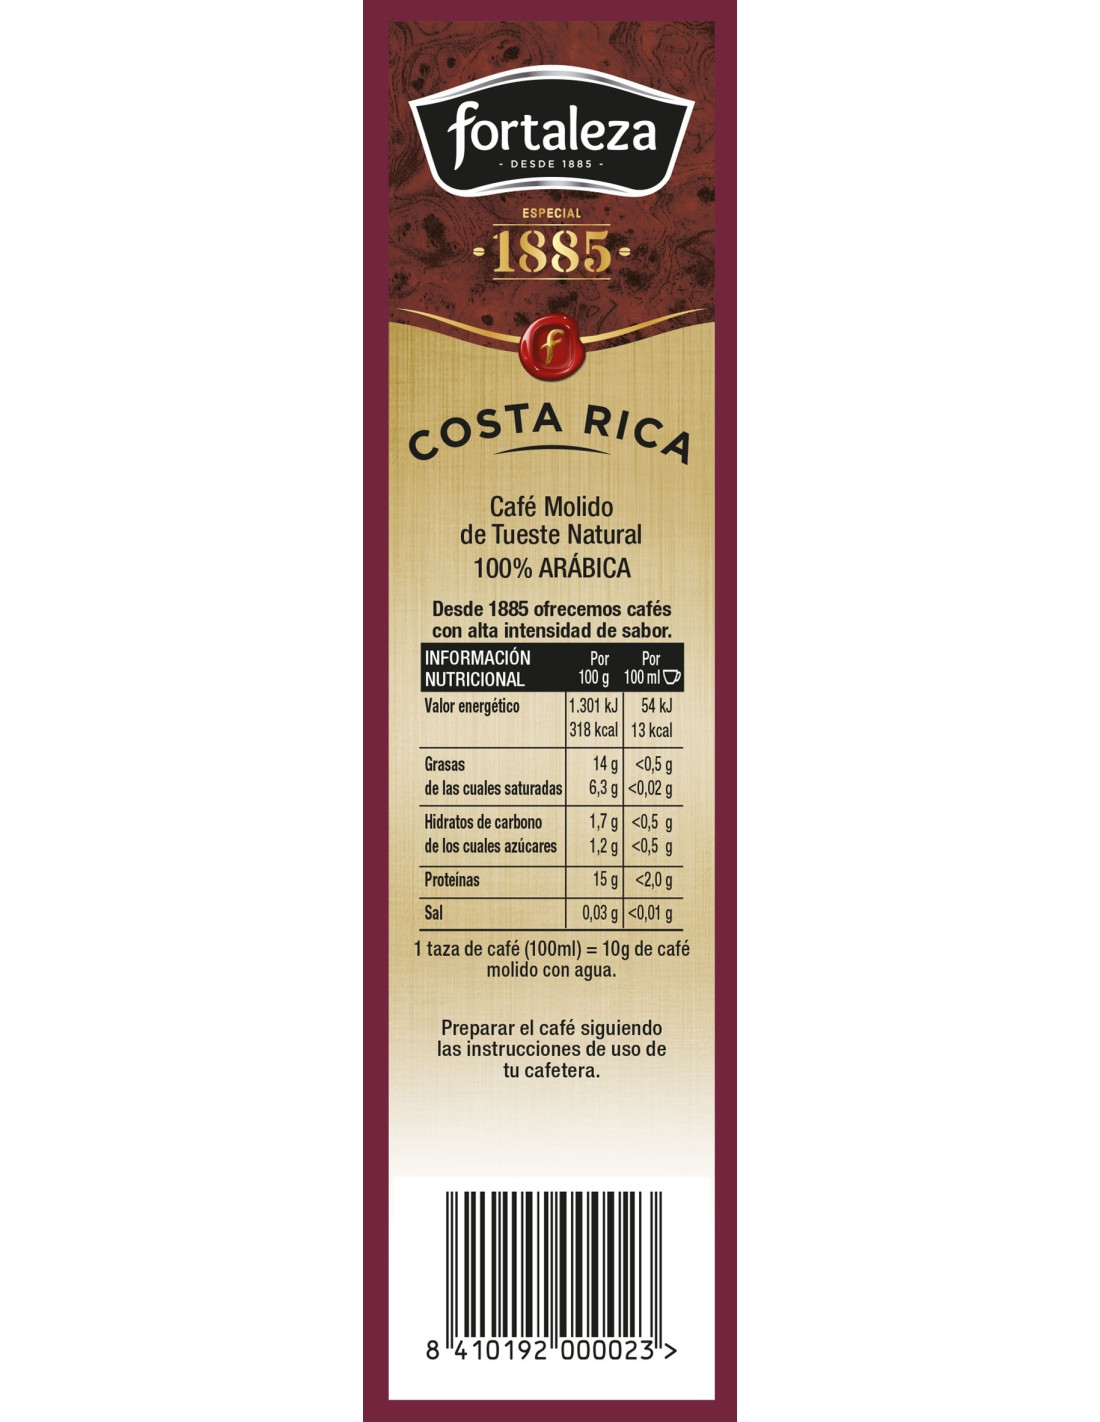 fortaleza
- DESDE 1885 -
ESPECIAL
1885
f
COSTA RICA
Café Molido
de Tueste Natural
100% ARÁBICA
Desde 1885 ofrecemos cafés
con alta intensidad de sabor.
INFORMACIÓN NUTRICIONAL Por 100 g Por 100 ml
Valor energético 1.301 kJ 54 kJ
318 kcal 13 kcal
Grasas 14 g <0,5 g
de las cuales saturadas 6,3 g <0,02 g
Hidratos de carbono 1,7 g <0,5 g
de los cuales azúcares 1,2 g <0,5 g
Proteínas 15 g <2,0 g
Sal 0,03 g <0,01 g
1 taza de café (100ml) = 10g de café
molido con agua.
Preparar el café siguiendo
las instrucciones de uso de
tu cafetera.
8 410192 000023 >